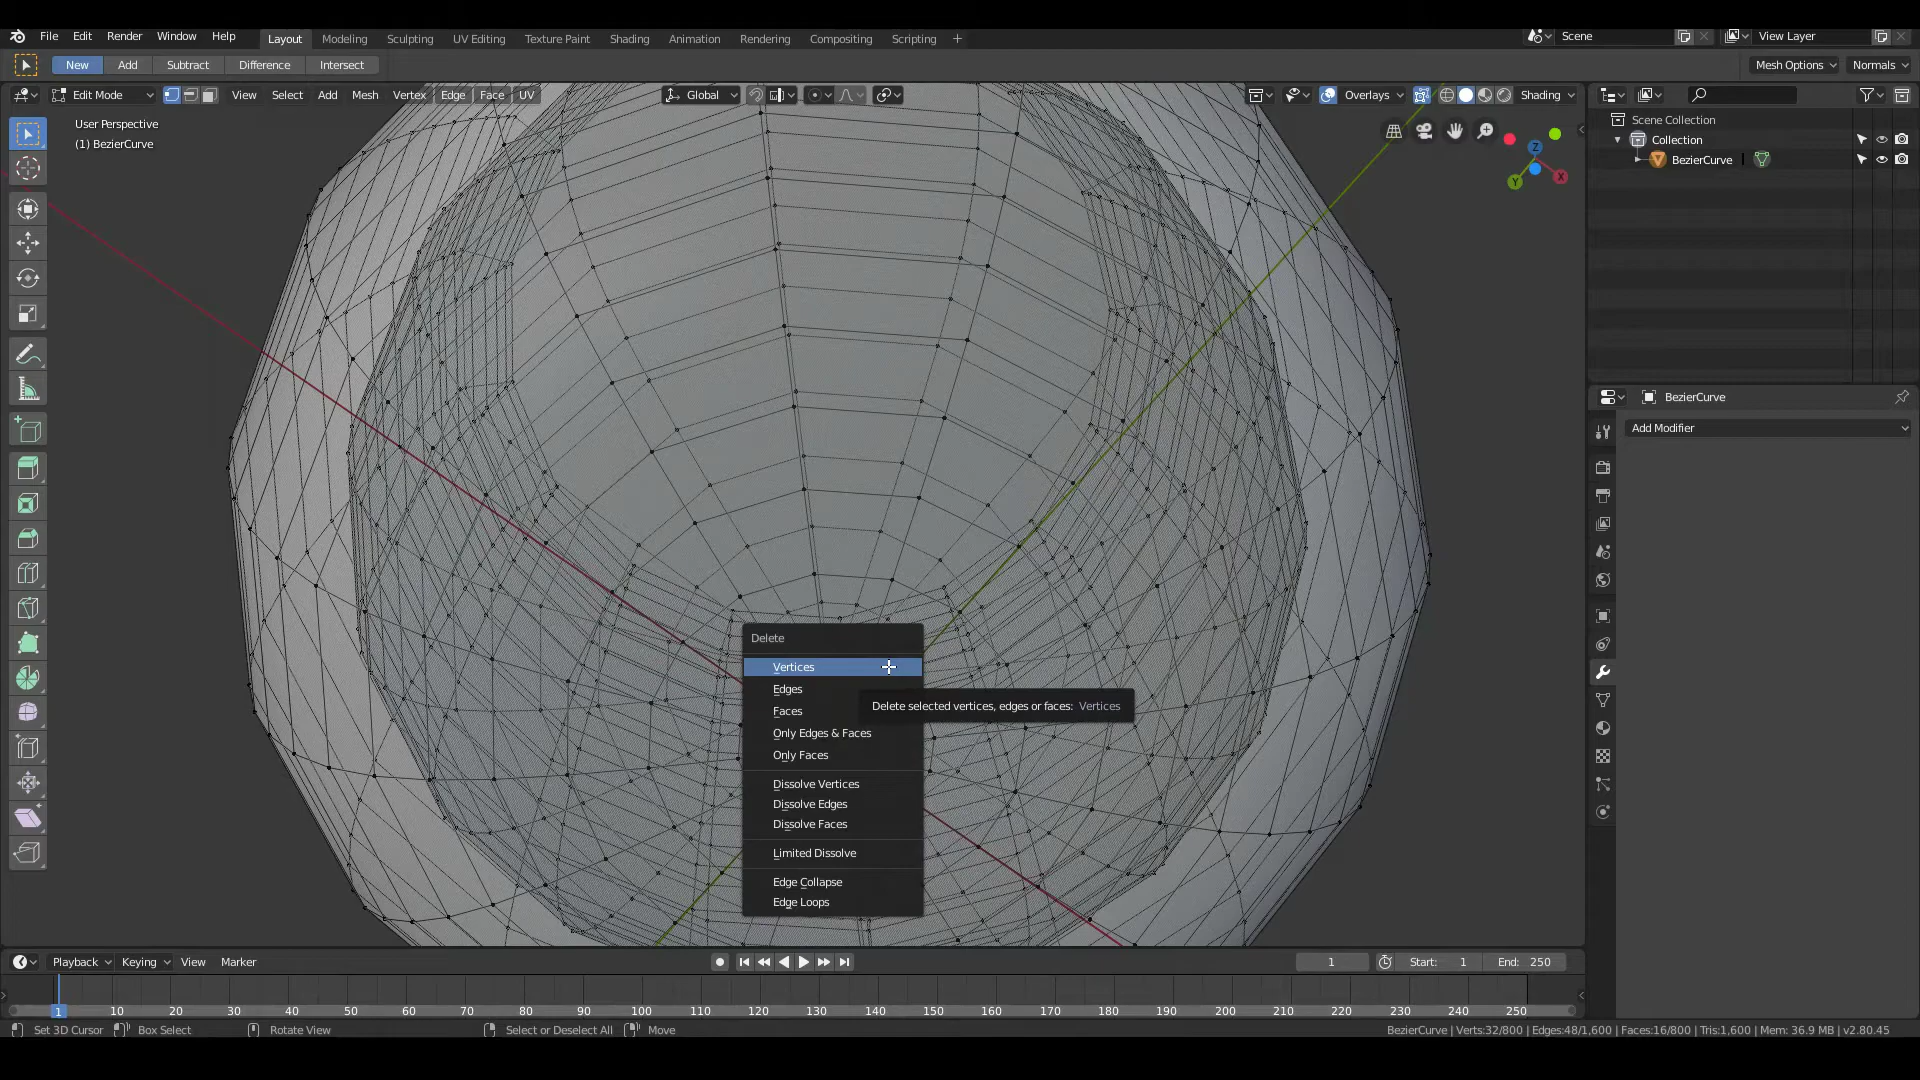 File Edit Render Window Help Layout Modeling Sculpting UV Editing Texture Paint Shading Animation Rendering Compositing Scripting + Scene View Layer
New Add Subtract Difference Intersect Mesh Options Normals
Edit Mode View Select Add Mesh Vertex Edge Face UV Global Overlays Shading
User Perspective
(1) BezierCurve
Z
X
Y
Scene Collection
Collection
BezierCurve
BezierCurve
Add Modifier
Delete
Vertices
Edges
Faces
Only Edges & Faces
Only Faces
Dissolve Vertices
Dissolve Edges
Dissolve Faces
Limited Dissolve
Edge Collapse
Edge Loops
Delete selected vertices, edges or faces: Vertices
Playback Keying View Marker 1 Start: 1 End: 250
1 10 20 30 40 50 60 70 80 90 100 110 120 130 140 150 160 170 180 190 200 210 220 230 240 250
Set 3D Cursor Box Select Rotate View Select or Deselect All Move BezierCurve | Verts:32/800 | Edges:48/1,600 | Faces:16/800 | Tris:1,600 | Mem: 36.9 MB | v2.80.45